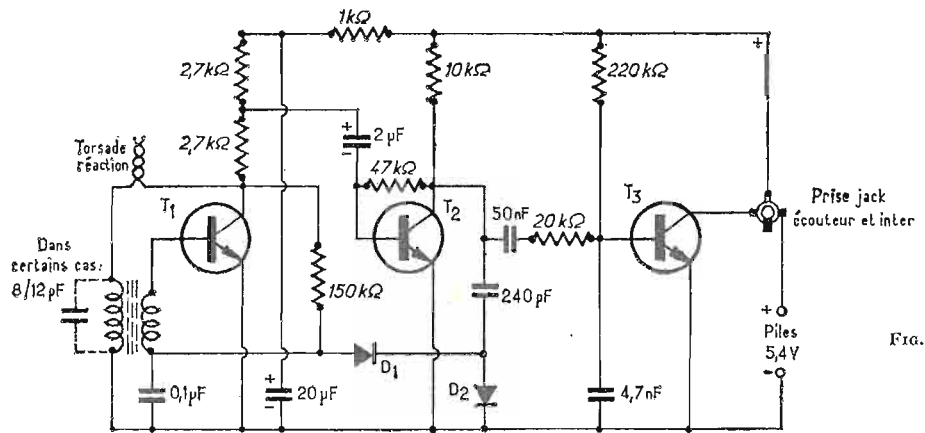 1kΩ
2,7kΩ
10kΩ
220kΩ
+
2,7kΩ
+
2µF
-
Torsade
réaction
47kΩ
T1
T2
50nF
20kΩ
T3
Prise jack
écouteur et inter
Dans
certains cas:
8/12pF
150kΩ
240pF
+
Piles
5,4V
-
FIG.
D1
D2
0,1µF
+
20µF
-
4,7nF